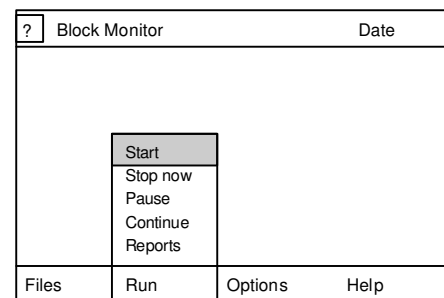 ? Block Monitor Date
Start
Stop now
Pause
Continue
Reports
Files Run Options Help